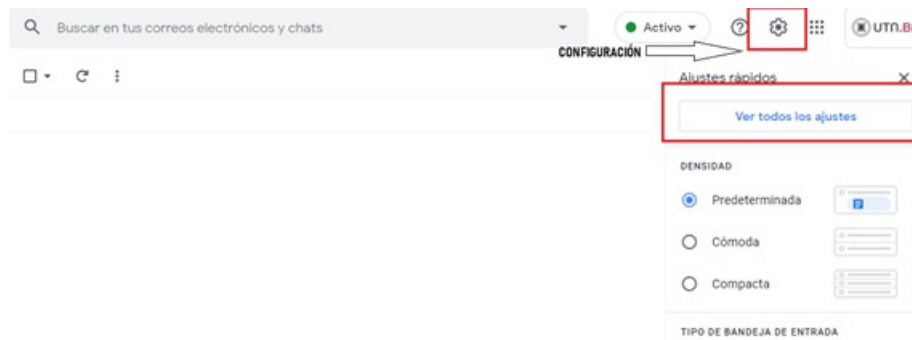 Buscar en tus correos electrónicos y chats
Activo
UTN.B
CONFIGURACIÓN
Ajustes rápidos
Ver todos los ajustes
DENSIDAD
Predeterminada
Cómoda
Compacta
TIPO DE BANDEJA DE ENTRADA